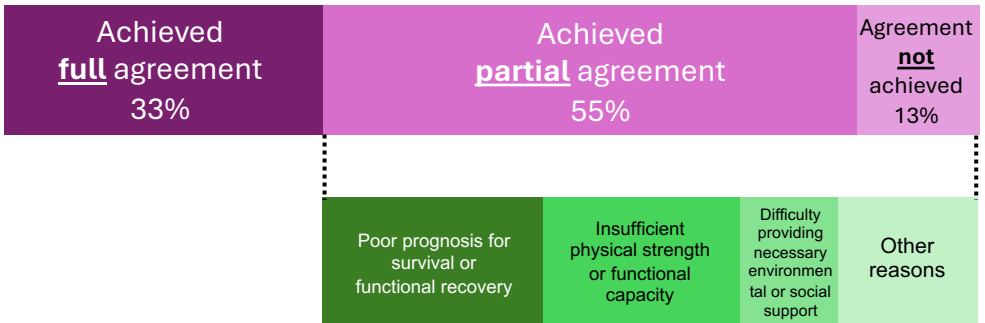 Achieved
full agreement
33%
Achieved
partial agreement
55%
Agreement
not
achieved
13%
Poor prognosis for
survival or
functional recovery
Insufficient
physical strength
or functional
capacity
Difficulty
providing
necessary
environmen
tal or social
support
Other
reasons